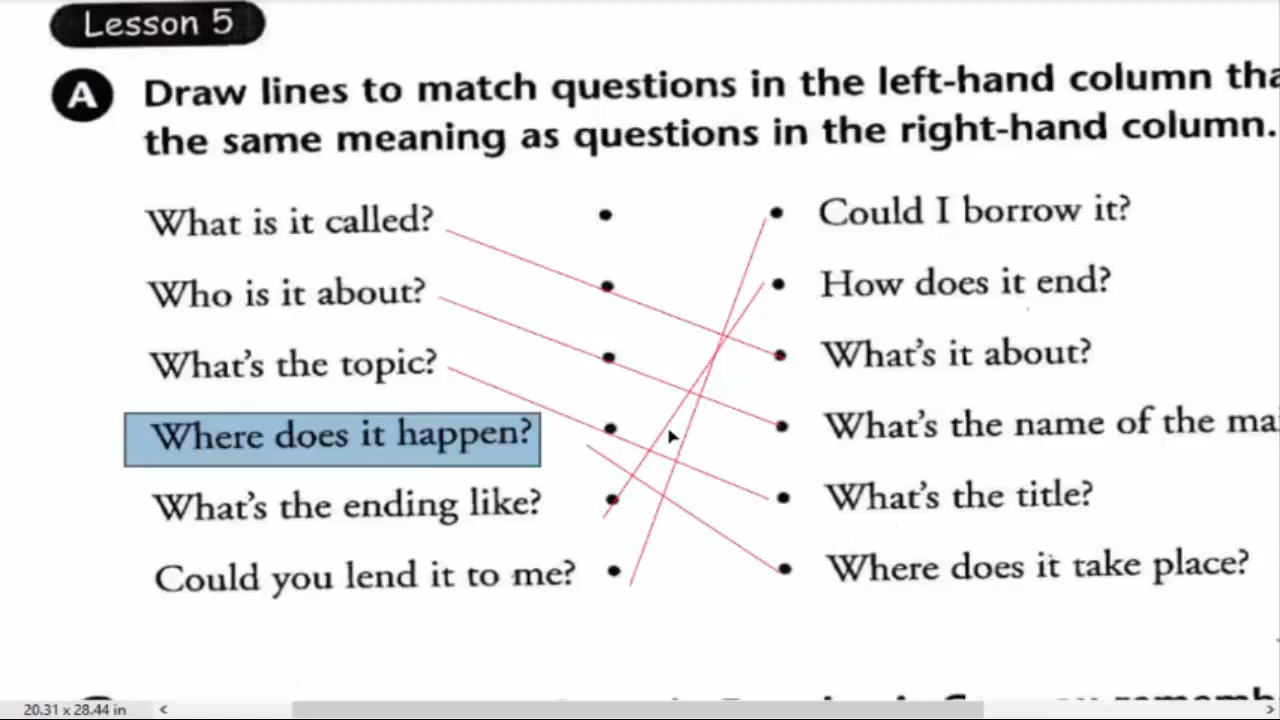 Lesson 5
A Draw lines to match questions in the left-hand column tha
the same meaning as questions in the right-hand column.
What is it called?
Who is it about?
What's the topic?
Where does it happen?
What's the ending like?
Could you lend it to me?
Could I borrow it?
How does it end?
What's it about?
What's the name of the ma
What's the title?
Where does it take place?
20.31 x 28.44 in